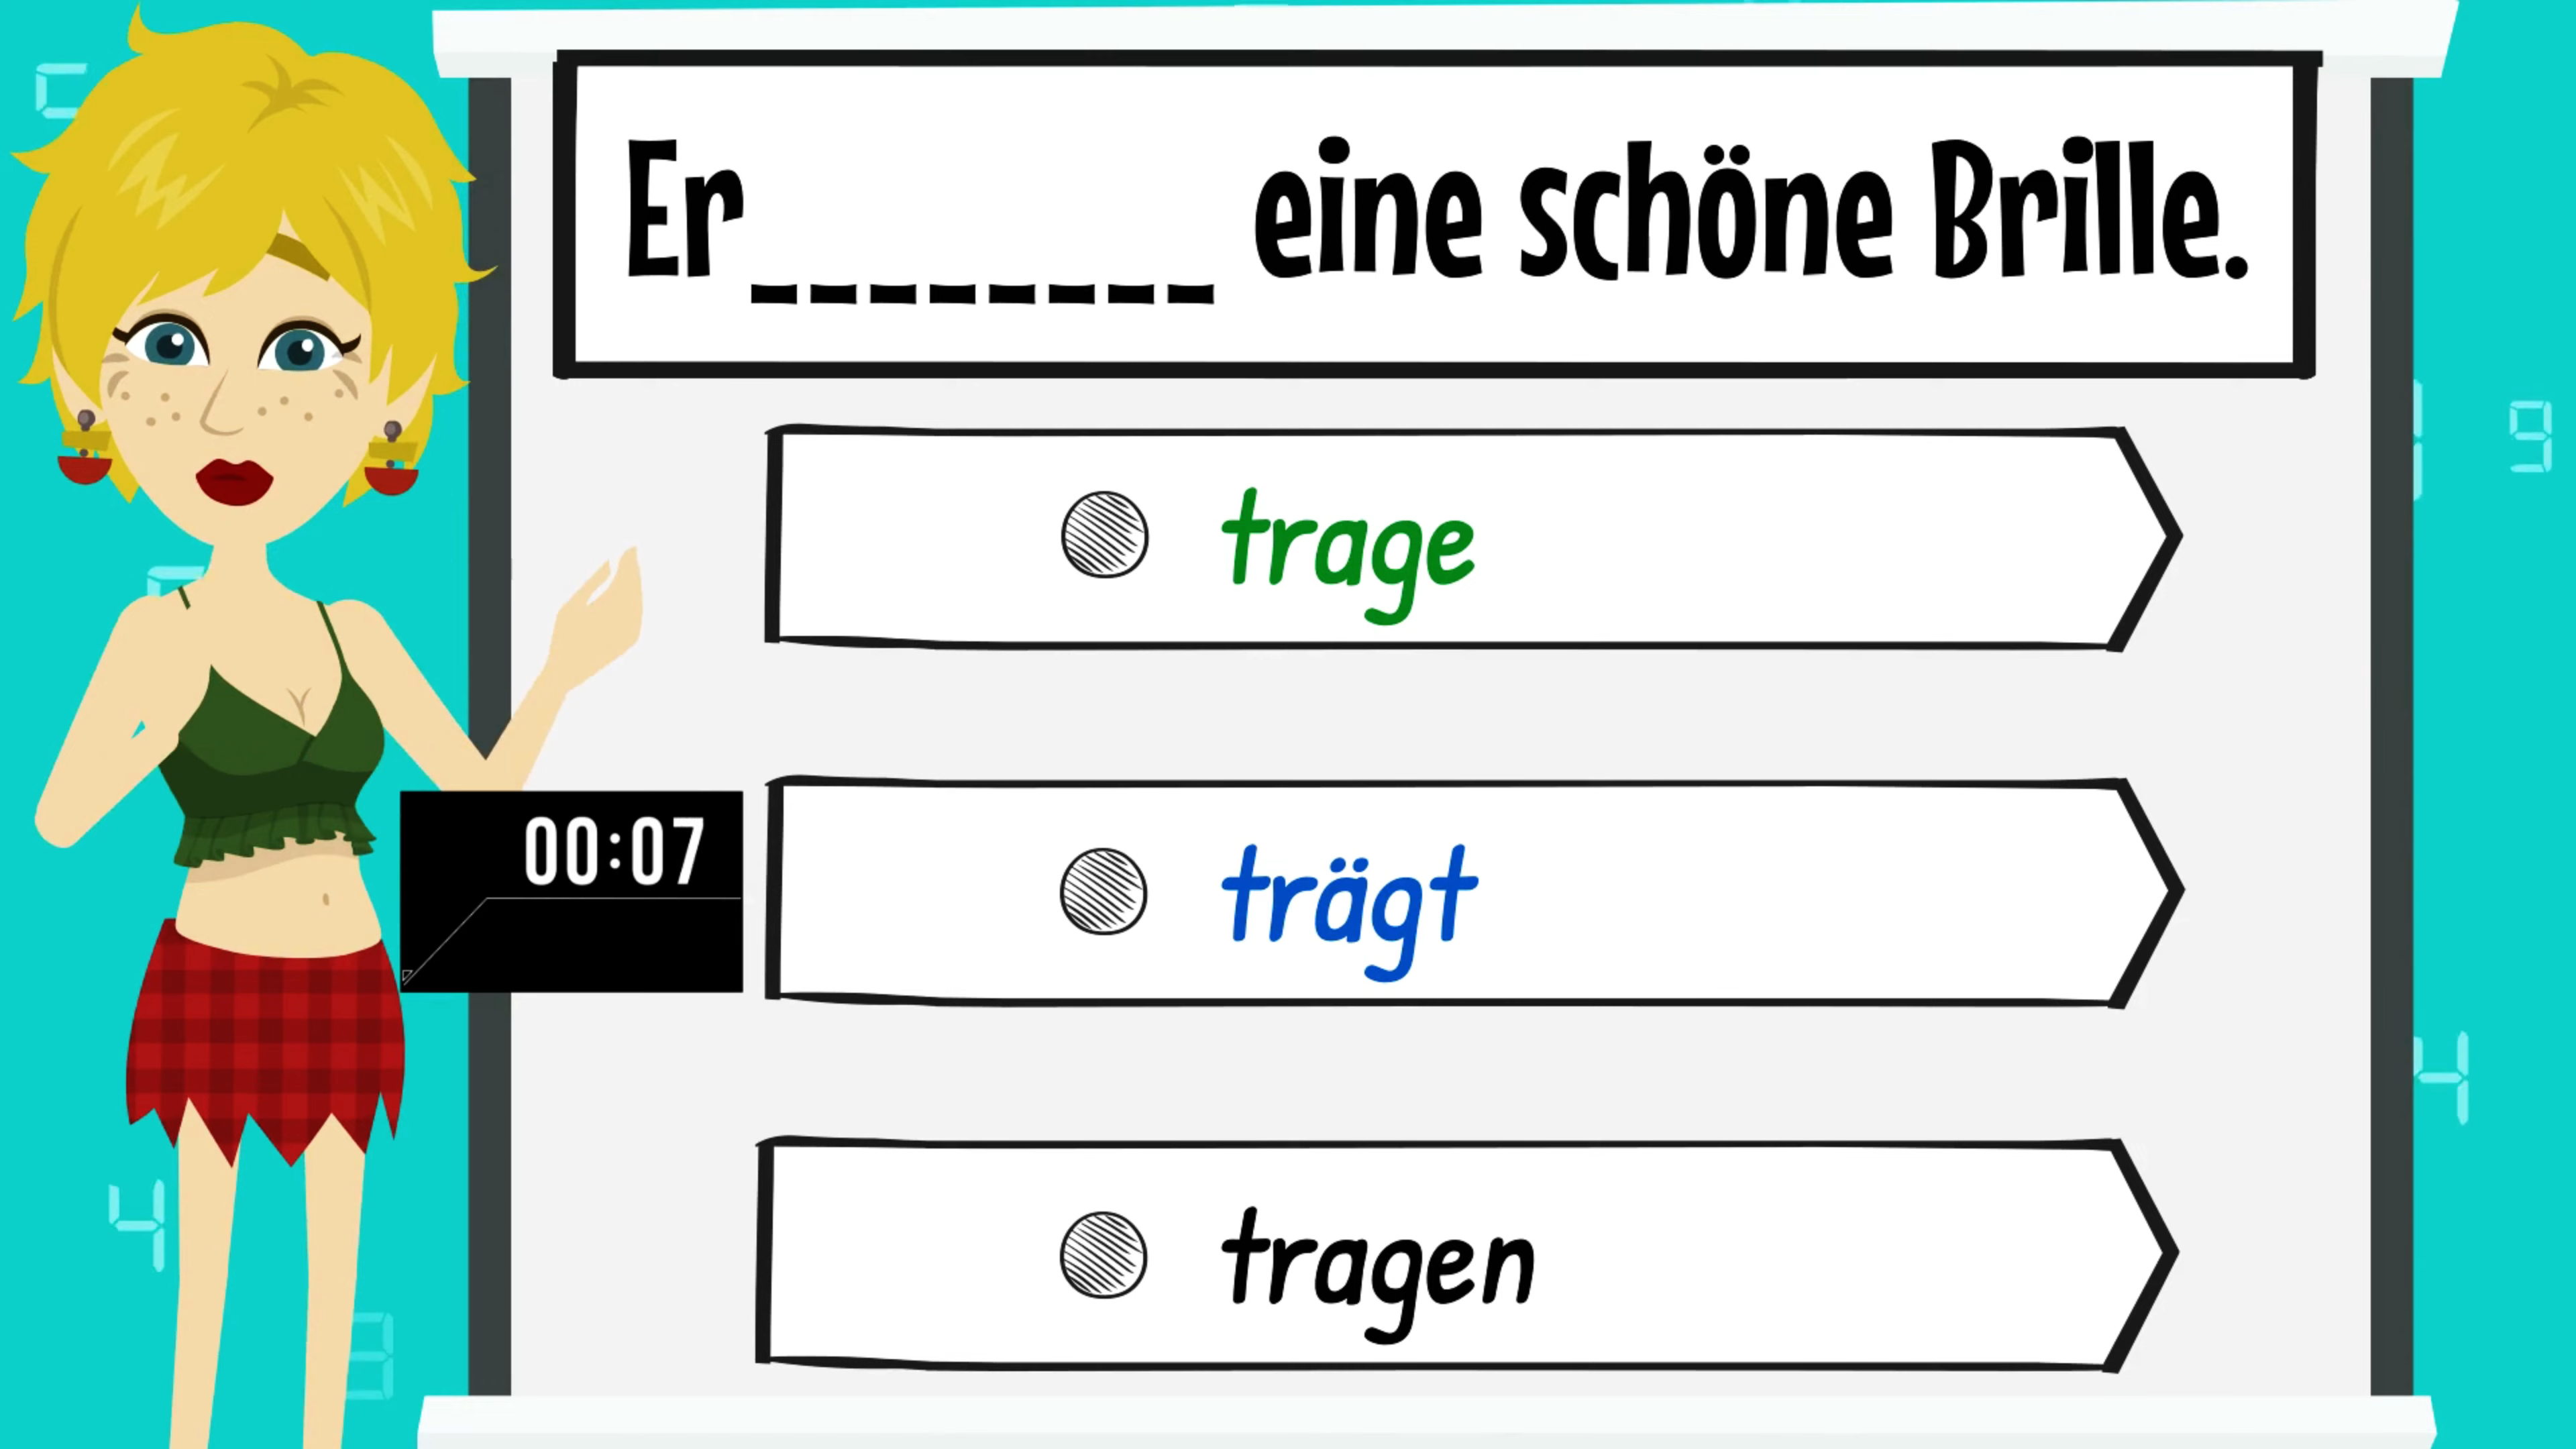 Er________ eine schöne Brille.
trage
00:07
trägt
tragen